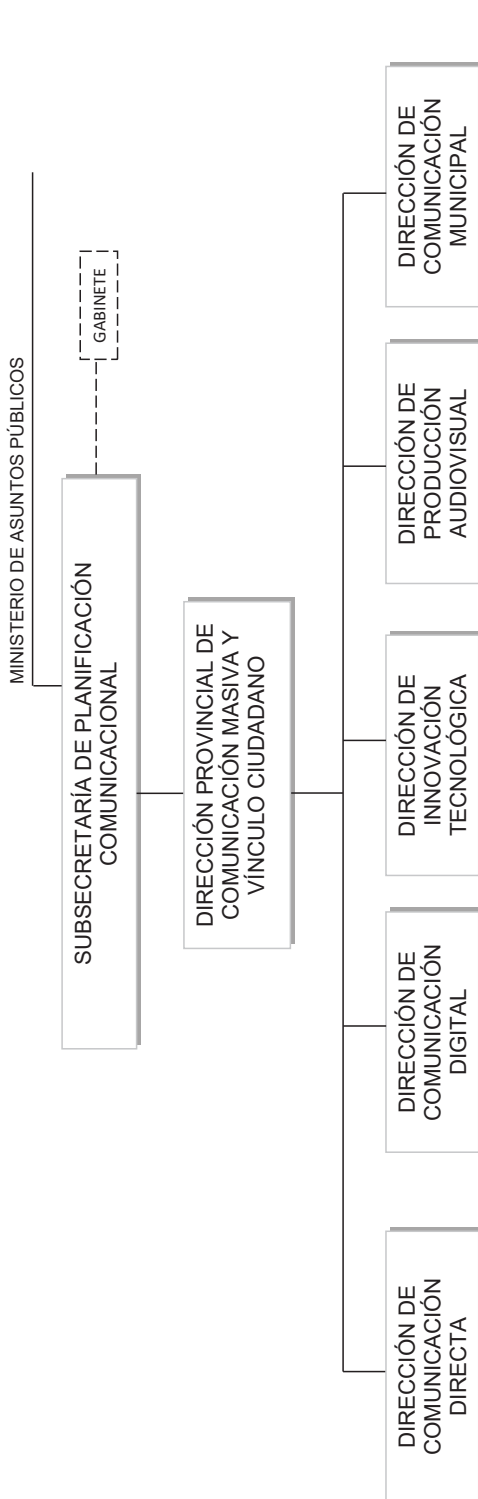 MINISTERIO DE ASUNTOS PÚBLICOS
SUBSECRETARÍA DE PLANIFICACIÓN
COMUNICACIONAL
GABINETE
DIRECCIÓN PROVINCIAL DE
COMUNICACIÓN MASIVA Y
VÍNCULO CIUDADANO
DIRECCIÓN DE
COMUNICACIÓN
DIRECTA
DIRECCIÓN DE
COMUNICACIÓN
DIGITAL
DIRECCIÓN DE
INNOVACIÓN
TECNOLÓGICA
DIRECCIÓN DE
PRODUCCIÓN
AUDIOVISUAL
DIRECCIÓN DE
COMUNICACIÓN
MUNICIPAL